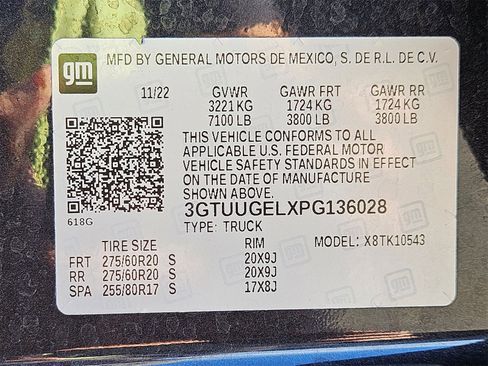 gm
MFD BY GENERAL MOTORS DE MEXICO, S. DE R.L. DE C.V.
11/22 GVWR GAWR FRT GAWR RR
3221 KG 1724 KG 1724 KG
7100 LB 3800 LB 3800 LB
THIS VEHICLE CONFORMS TO ALL
APPLICABLE U.S. FEDERAL MOTOR
VEHICLE SAFETY STANDARDS IN EFFECT
ON THE DATE OF MANUFACTURE
SHOWN ABOVE.
618G
3GTUUGELXPG136028
TYPE: TRUCK MODEL: X8TK10543
TIRE SIZE RIM
FRT 275/60R20 S 20X9J
RR 275/60R20 S 20X9J
SPA 255/80R17 S 17X8J